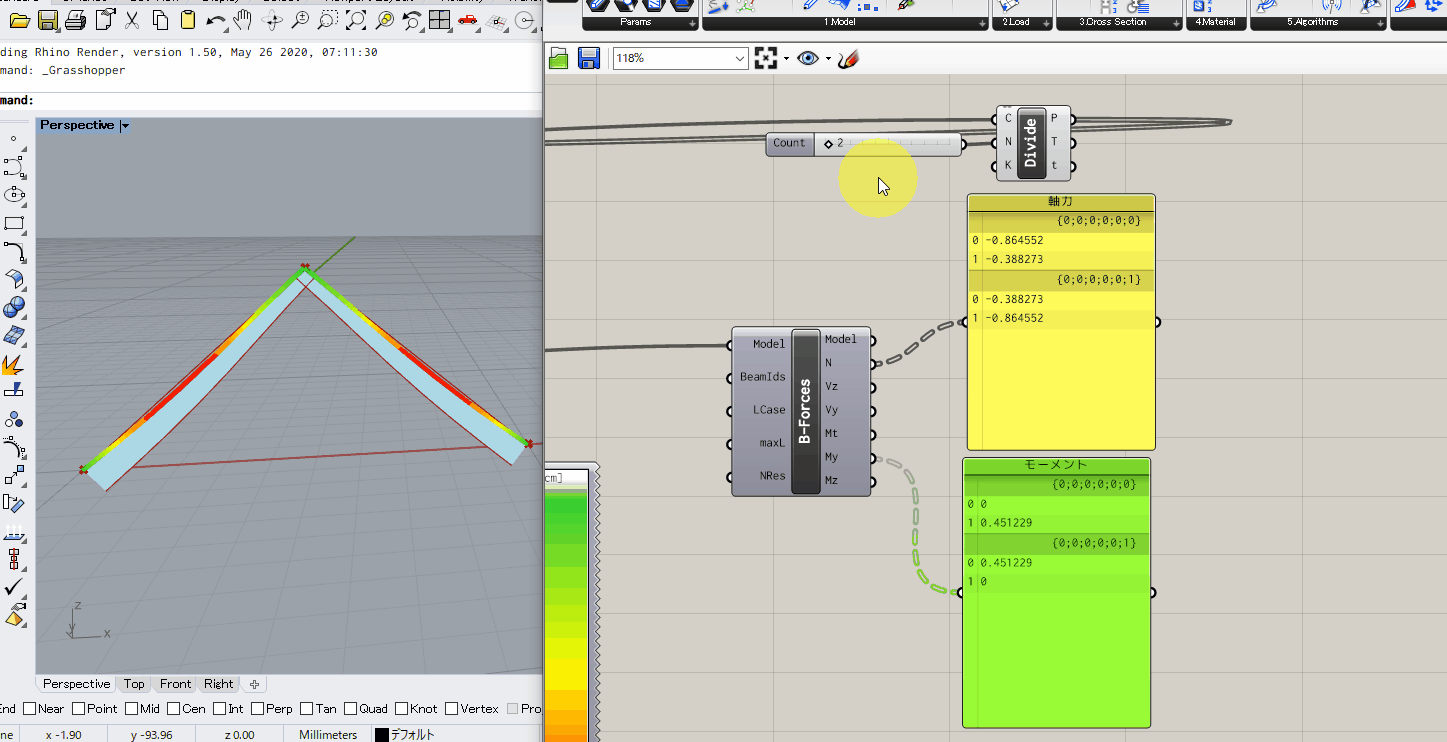 ding Rhino Render, version 1.50, May 26 2020, 07:11:30
mand: _Grasshopper
mand:
Perspective
z
y
x
Perspective Top Front Right
End Near Point Mid Cen Int Perp Tan Quad Knot Vertex Pro
ne x -1.90 y -93.96 z 0.00 Millimeters デフォルト
Params 1.Model 2.Load 3.Cross Section 4.Material 5.Algorithms
118%
Count 2
C N K Divide P T t
軸力
{0;0;0;0;0;0}
0 -0.864552
1 -0.388273
{0;0;0;0;0;1}
0 -0.388273
1 -0.864552
Model
BeamIds
LCase
maxL
NRes
B-Forces
Model
N
Vz
Vy
Mt
My
Mz
モーメント
{0;0;0;0;0;0}
0 0
1 0.451229
{0;0;0;0;0;1}
0 0.451229
1 0
cm]